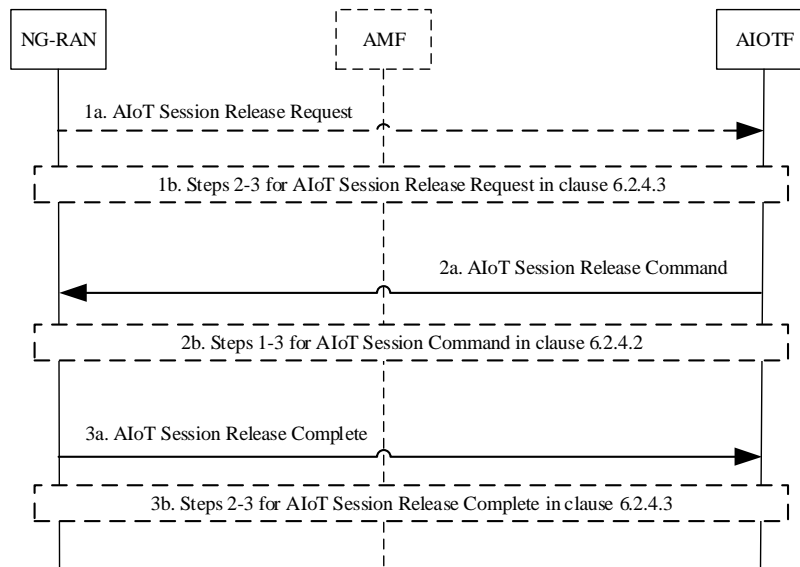 NG-RAN
AMF
AIOTF
1a. AIoT Session Release Request
1b. Steps 2-3 for AIoT Session Release Request in clause 6.2.4.3
2a. AIoT Session Release Command
2b. Steps 1-3 for AIoT Session Command in clause 6.2.4.2
3a. AIoT Session Release Complete
3b. Steps 2-3 for AIoT Session Release Complete in clause 6.2.4.3